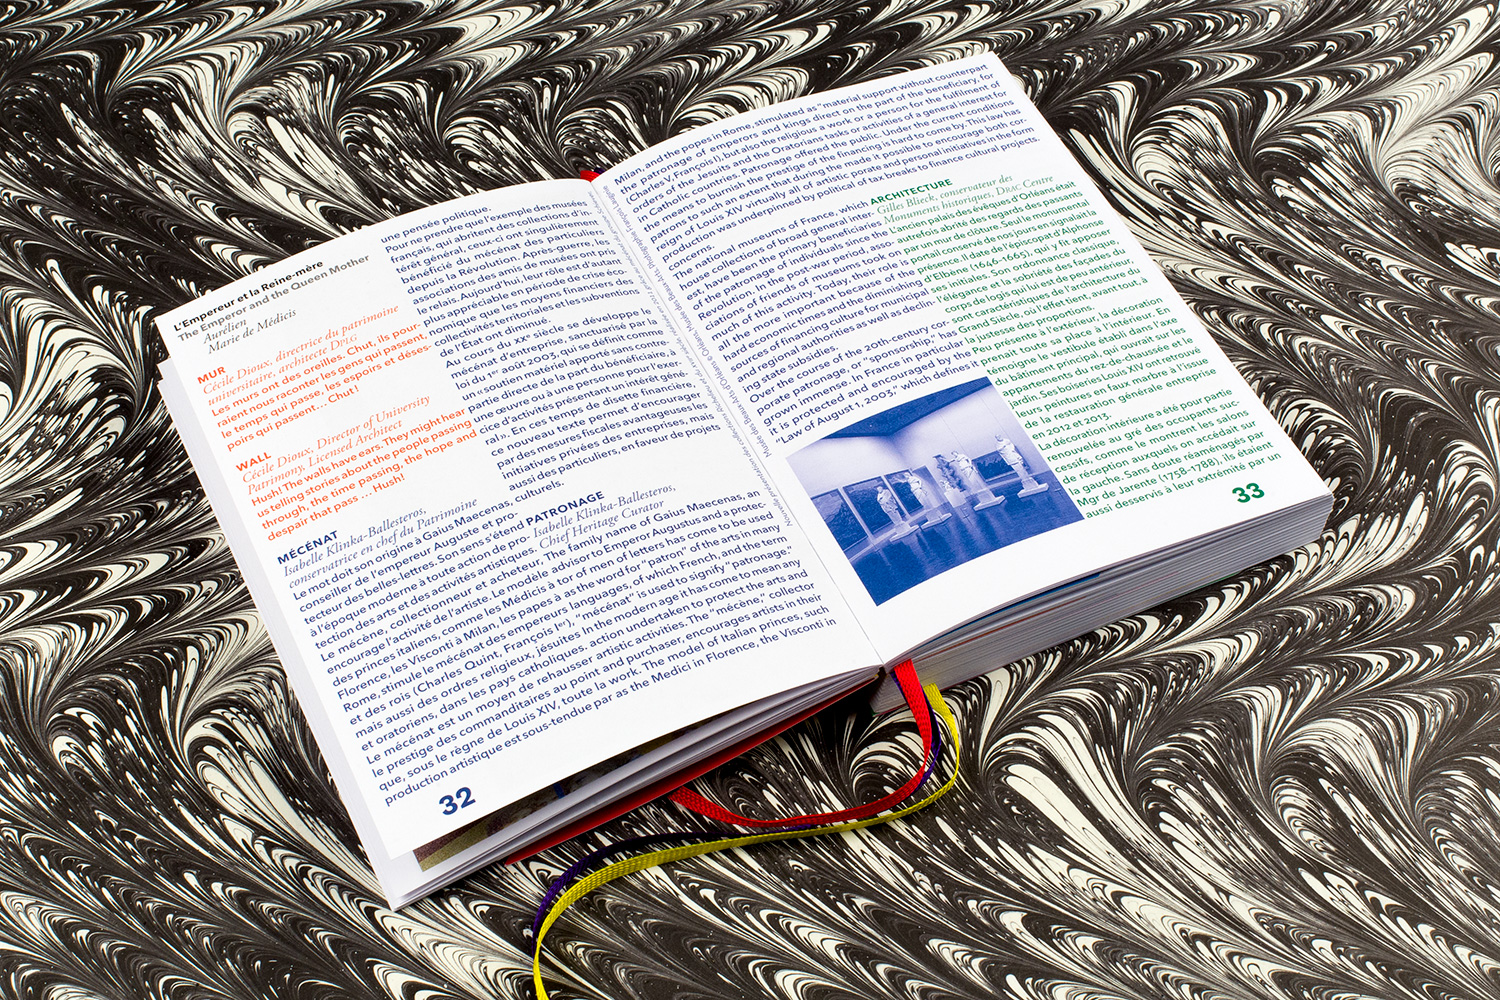 L'Empereur et la Reine-mère
The Emperor and the Queen Mother
Aurélien
Marie de Médicis
MUR
Cécile Dioux, directrice du patrimoine
universitaire, architecte DPLG
Les murs ont des oreilles. Chut, ils pour-
raient nous raconter les gens qui passent,
le temps qui passe, les espoirs et déses-
poirs qui passent... Chut !
WALL
Cécile Dioux, Director of University
Patrimony, Licensed Architect
Hush! The walls have ears. They might hear
us telling stories about the people passing
through, the time passing, the hope and
despair that pass ... Hush!
une pensée politique.
Pour ne prendre qu'l'exemple des musées
français, qui abritent des collections d'in-
térêt général, ceux-ci ont singulièrement
bénéficié du mécénat des particuliers
depuis la Révolution. Après-guerre, les
associations des amis de musées ont pris
le relais. Aujourd'hui, leur rôle est d'autant
plus appréciable en période de crise éco-
nomique que les moyens financiers des
collectivités territoriales et les subventions
de l'État ont diminué.
Au cours du XXe siècle se développe le
mécénat d'entreprise, sanctuarisé par la
loi du 1er août 2003, qui se définit comme
un « soutien matériel apporté sans contre-
partie directe de la part du bénéficiaire, à
une œuvre ou à une personne pour l'exer-
cice d'activités présentant un intérêt géné-
ral ». En ces temps de disette financière,
ce nouveau texte permet d'encourager
par des mesures fiscales avantageuses les
initiatives privées des entreprises, mais
aussi des particuliers, en faveur de projets
culturels.
MÉCÉNAT
Isabelle Klinka-Ballesteros,
conservatrice en chef du Patrimoine
Le mot doit son origine à Gaius Maecenas,
conseiller de l'empereur Auguste et pro-
tecteur des belles-lettres. Son sens s'étend
à l'époque moderne à toute action de pro-
tection des arts et des activités artistiques.
Le mécène, collectionneur et acheteur,
encourage l'activité de l'artiste. Le modèle
des princes italiens, comme les Médicis à
Florence, les Visconti à Milan, les papes à
Rome, stimule le mécénat des empereurs
et des rois (Charles Quint, François Ier),
mais aussi des ordres religieux, jésuites
et oratoriens, dans les pays catholiques.
Le mécénat est un moyen de rehausser
le prestige des commanditaires au point
que, sous le règne de Louis XIV, toute la
production artistique est sous-tendue par
PATRONAGE
Isabelle Klinka-Ballesteros,
Chief Heritage Curator
The family name of Gaius Maecenas, an
advisor to Emperor Augustus and a protec-
tor of men of letters has come to be used
as the word for "patron" of the arts in many
languages, of which French, and the term
"mécénat" is used to signify "patronage."
In the modern age it has come to mean any
action undertaken to protect the arts and
artistic activities. The "mécène," collector
and purchaser, encourages artists in their
work. The model of Italian princes, such
as the Medici in Florence, the Visconti in
32
Milan, and the popes in Rome, stimulated
the patronage of emperors and kings
(Charles V, François I), but also the religious
orders of the Jesuits and the Oratorians
in Catholic countries. Patronage offered
the means to burnish the prestige of the
patrons to such an extent that during the
reign of Louis XIV virtually all of artistic
production was underpinned by political
concerns.
The national museums of France, which
house collections of broad general inter-
est, have been the primary beneficiaries
of the patronage of individuals since the
Revolution. In the post-war period, asso-
ciations of friends of museums took on
much of this activity. Today, their role is
all the more important because of the
hard economic times and the diminishing
sources of financing culture for municipal
and regional authorities as well as declin-
ing state subsidies.
Over the course of the 20th-century cor-
porate patronage, or "sponsorship," has
grown immensely. In France in particular,
it is protected and encouraged by the
"Law of August 1, 2003," which defines it
as "material support without counterpart
direct on the part of the beneficiary, for
a work or a person for the fulfillment of
tasks or activities of a general interest for
the public. Under the current conditions
financing is hard to come by, this law has
made it possible to encourage both cor-
porate and personal initiatives in the form
of tax breaks to finance cultural projects
ARCHITECTURE
Gilles Blieck, conservateur des
Monuments historiques, DRAC Centre
L'ancien palais des évêques d'Orléans était
autrefois abrité des regards des passants
par un mur de clôture. Seul le monumental
portail conservé de nos jours en signalait la
présence. Il date de l'épiscopat d'Alphonse
d'Elbène (1646–1665), qui y fit apposer
ses initiales. Son ordonnance classique,
l'élégance et la sobriété des façades du
corps de logis qui lui est un peu antérieur,
sont caractéristiques de l'architecture du
Grand Siècle, où l'effet tient, avant tout, à
la justesse des proportions.
Peu présente à l'extérieur, la décoration
prenait toute sa place à l'intérieur. En
le vestibule établi dans l'axe
du bâtiment principal, qui ouvrait sur
appartements du rez-de-chaussée et le
jardin. Ses boiseries Louis XIV ont retrouvé
leurs peintures en faux marbre à l'issue
de la restauration générale entreprise
en 2012 et 2013.
La décoration intérieure a été pour partie
renouvelée au gré des occupants suc-
cessifs, comme le montrent les salons
de réception auxquels on accédait sur
la gauche. Sans doute réaménagés par
Mgr de Jarente (1758-1788), ils étaient
aussi desservis à leur extrémité par un
33